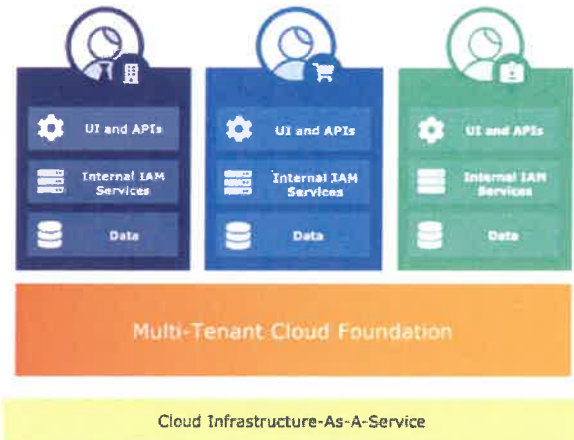 UI and APIs
Internal IAM
Services
Data
UI and APIs
Internal IAM
Services
Data
UI and APIs
Internal IAM
Services
Data
Multi-Tenant Cloud Foundation
Cloud Infrastructure-As-A-Service